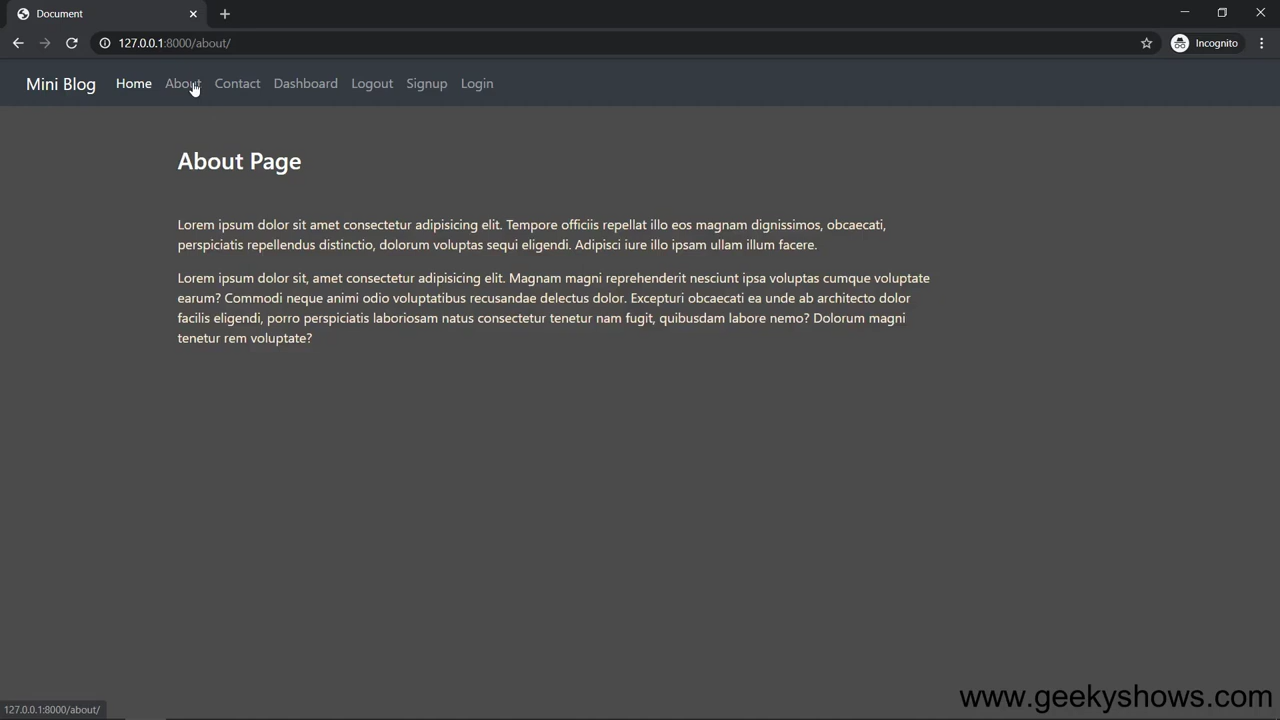 Document
127.0.0.1:8000/about/
Incognito
Mini Blog Home About Contact Dashboard Logout Signup Login
About Page
Lorem ipsum dolor sit amet consectetur adipisicing elit. Tempore officiis repellat illo eos magnam dignissimos, obcaecati,
perspiciatis repellendus distinctio, dolorum voluptas sequi eligendi. Adipisci iure illo ipsam ullam illum facere.
Lorem ipsum dolor sit, amet consectetur adipisicing elit. Magnam magni reprehenderit nesciunt ipsa voluptas cumque voluptate
earum? Commodi neque animi odio voluptatibus recusandae delectus dolor. Excepturi obcaecati ea unde ab architecto dolor
facilis eligendi, porro perspiciatis laboriosam natus consectetur tenetur nam fugit, quibusdam labore nemo? Dolorum magni
tenetur rem voluptate?
www.geekyshows.com
127.0.0.1:8000/about/